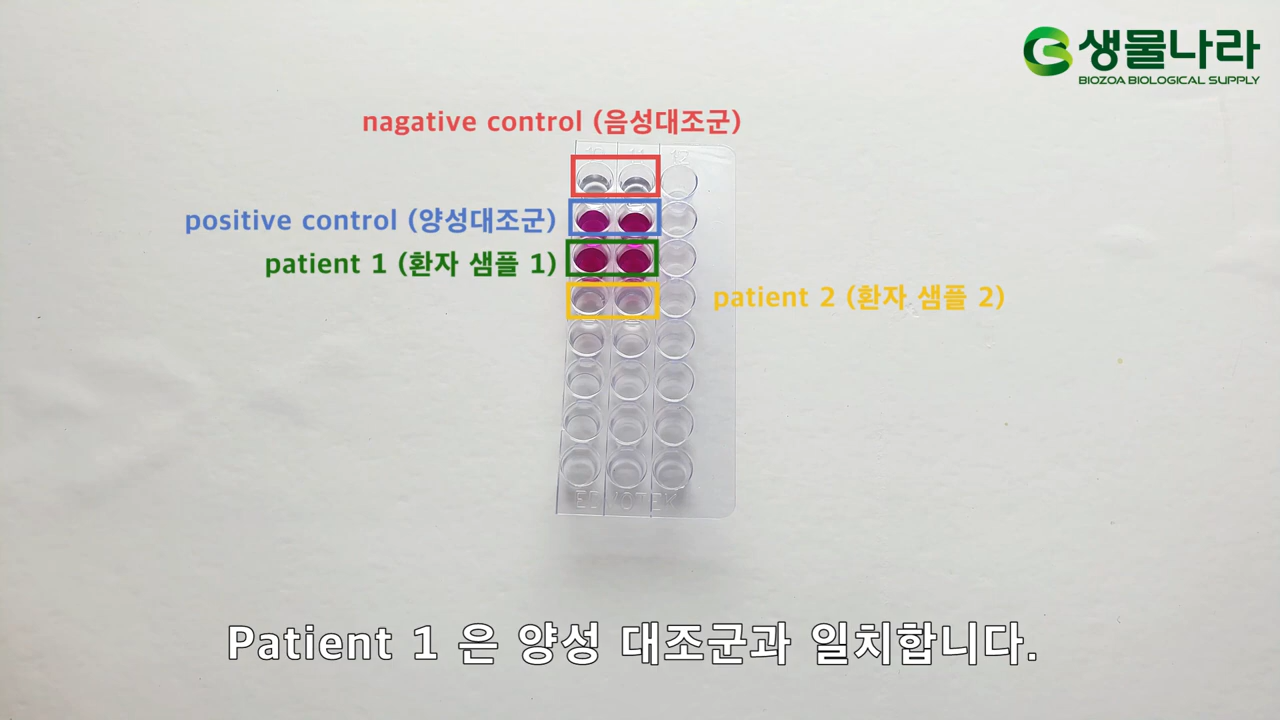 생물나라
BIOZOA BIOLOGICAL SUPPLY
nagative control (음성대조군)
12
positive control (양성대조군)
patient 1 (환자 샘플 1)
patient 2 (환자 샘플 2)
Patient 1 은 양성 대조군과 일치합니다.